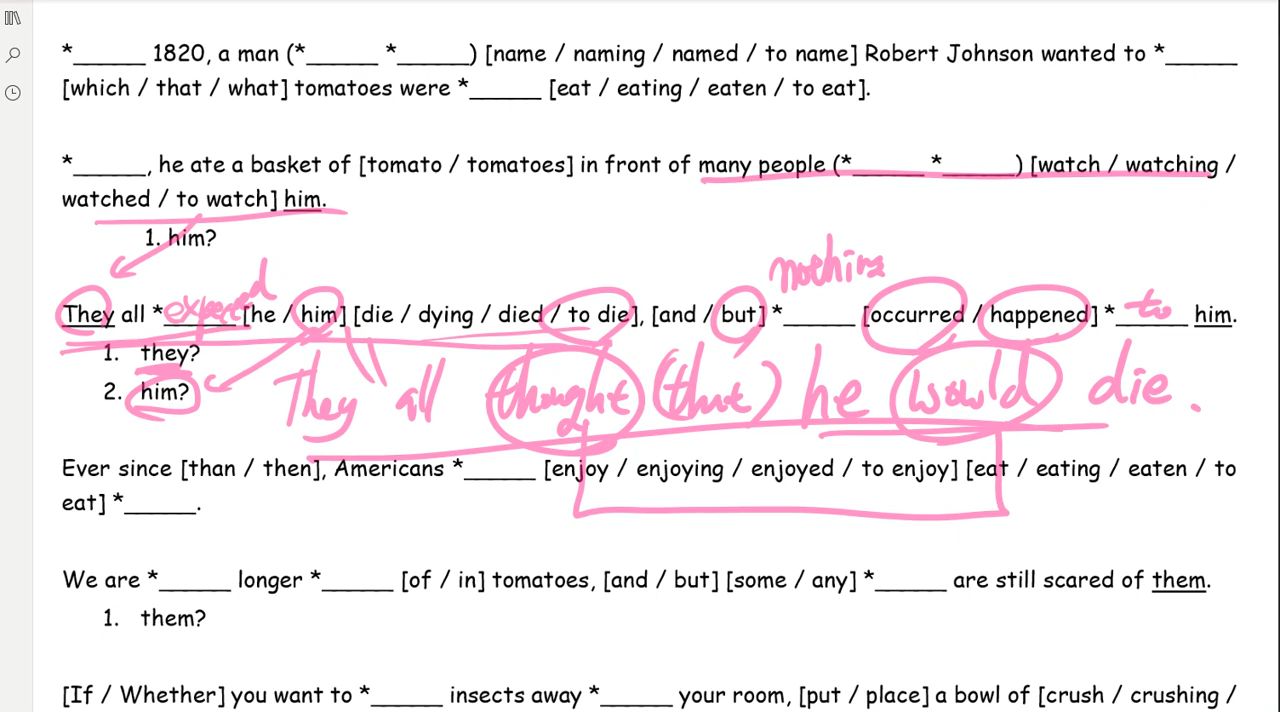 *______ 1820, a man (*______ *______) [name / naming / named / to name] Robert Johnson wanted to *______
[which / that / what] tomatoes were *______ [eat / eating / eaten / to eat].
*______, he ate a basket of [tomato / tomatoes] in front of many people (*______ *______) [watch / watching /
watched / to watch] him.
1. him?
nothing
They all *expected [he / him] [die / dying / died / to die], [and / but] *______ [occurred / happened] *to him.
1. they?
2. him?
They all thought (that) he would die.
Ever since [than / then], Americans *______ [enjoy / enjoying / enjoyed / to enjoy] [eat / eating / eaten / to
eat] *______.
We are *______ longer *______ [of / in] tomatoes, [and / but] [some / any] *______ are still scared of them.
1. them?
[If / Whether] you want to *______ insects away *______ your room, [put / place] a bowl of [crush / crushing /